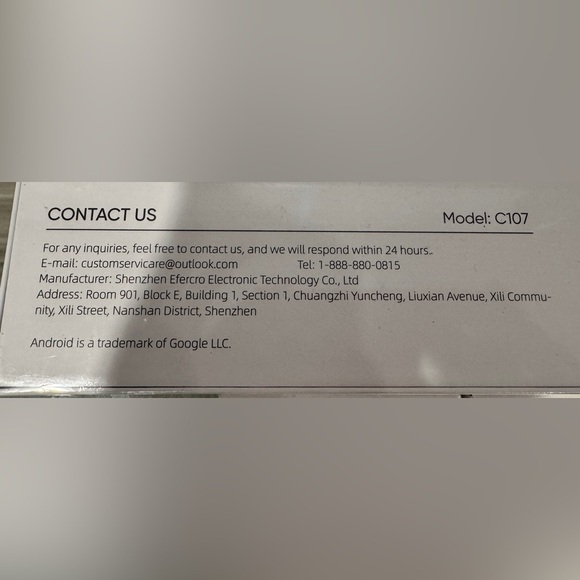 CONTACT US
Model: C107
For any inquiries, feel free to contact us, and we will respond within 24 hours..
E-mail: customservicare@outlook.com Tel: 1-888-880-0815
Manufacturer: Shenzhen Efercro Electronic Technology Co., Ltd
Address: Room 901, Block E, Building 1, Section 1, Chuangzhi Yuncheng, Liuxian Avenue, Xili Commu-
nity, Xili Street, Nanshan District, Shenzhen
Android is a trademark of Google LLC.